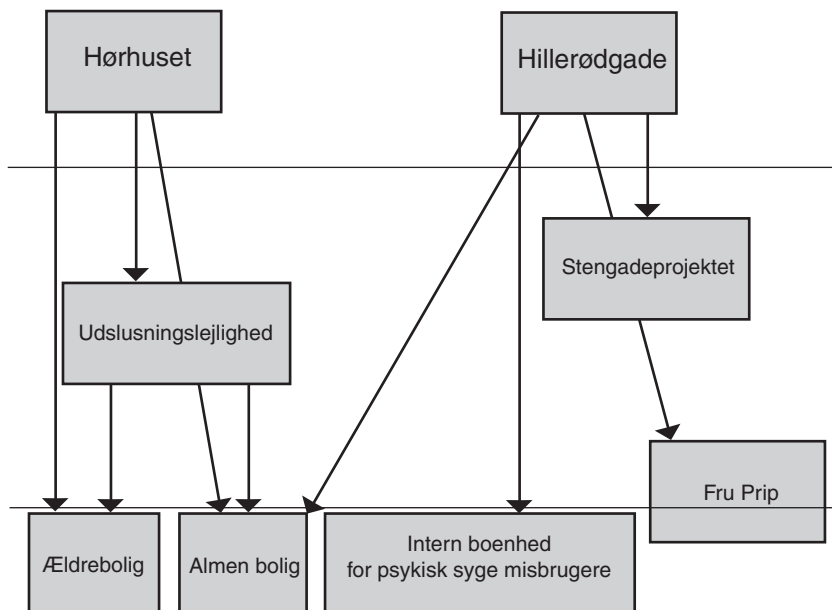 Hørhuset
Hillerødgade
Stengadeprojektet
Udslusningslejlighed
Fru Prip
Ældrebolig
Almen bolig
Intern boenhed
for psykisk syge misbrugere